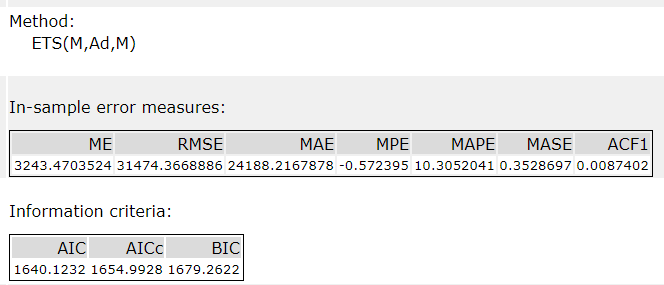 Method:
ETS(M,Ad,M)
In-sample error measures:
ME RMSE MAE MPE MAPE MASE ACF1
3243.4703524 31474.3668886 24188.2167878 -0.572395 10.3052041 0.3528697 0.0087402
Information criteria:
AIC AICc BIC
1640.1232 1654.9928 1679.2622